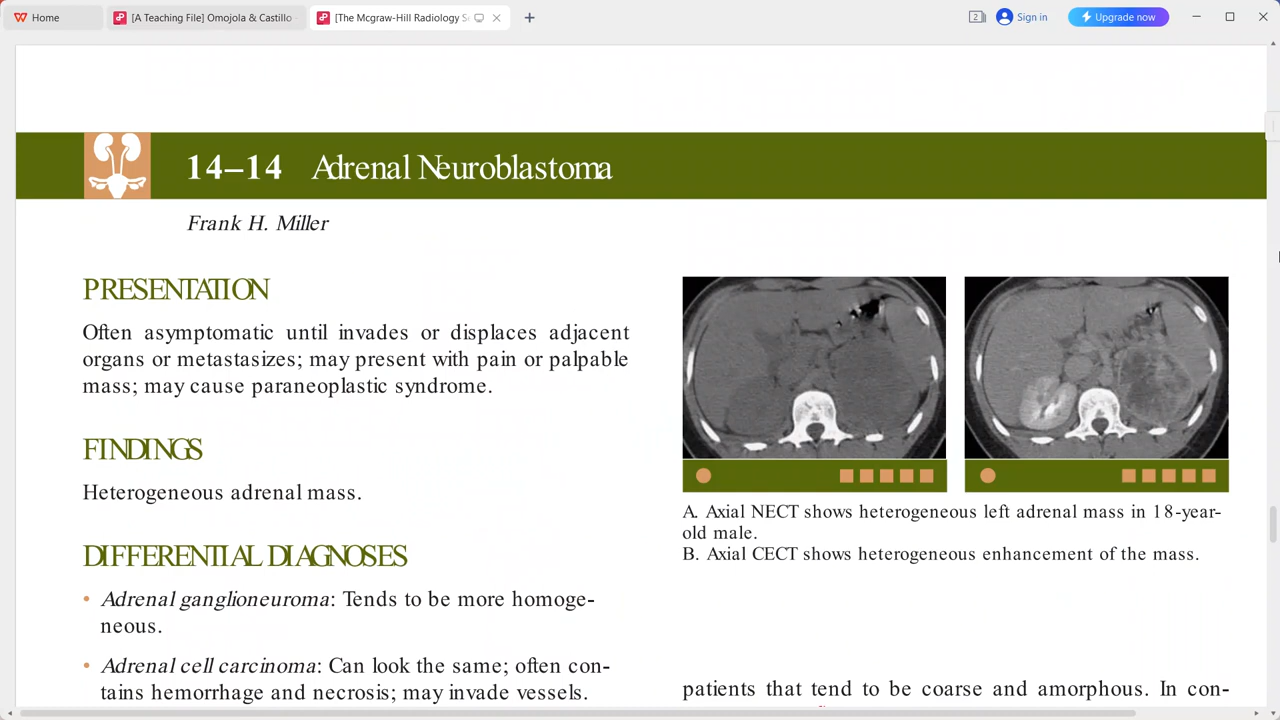 Home
[A Teaching File] Omojola & Castillo
[The Mcgraw-Hill Radiology S
2
Sign in
Upgrade now
14–14 Adrenal Neuroblastoma
Frank H. Miller
PRESENTATION
Often asymptomatic until invades or displaces adjacent
organs or metastasizes; may present with pain or palpable
mass; may cause paraneoplastic syndrome.
FINDINGS
Heterogeneous adrenal mass.
DIFFERENTIAL DIAGNOSES
• Adrenal ganglioneuroma: Tends to be more homoge-
neous.
• Adrenal cell carcinoma: Can look the same; often con-
tains hemorrhage and necrosis; may invade vessels.
A. Axial NECT shows heterogeneous left adrenal mass in 18-year-
old male.
B. Axial CECT shows heterogeneous enhancement of the mass.
patients that tend to be coarse and amorphous. In con-